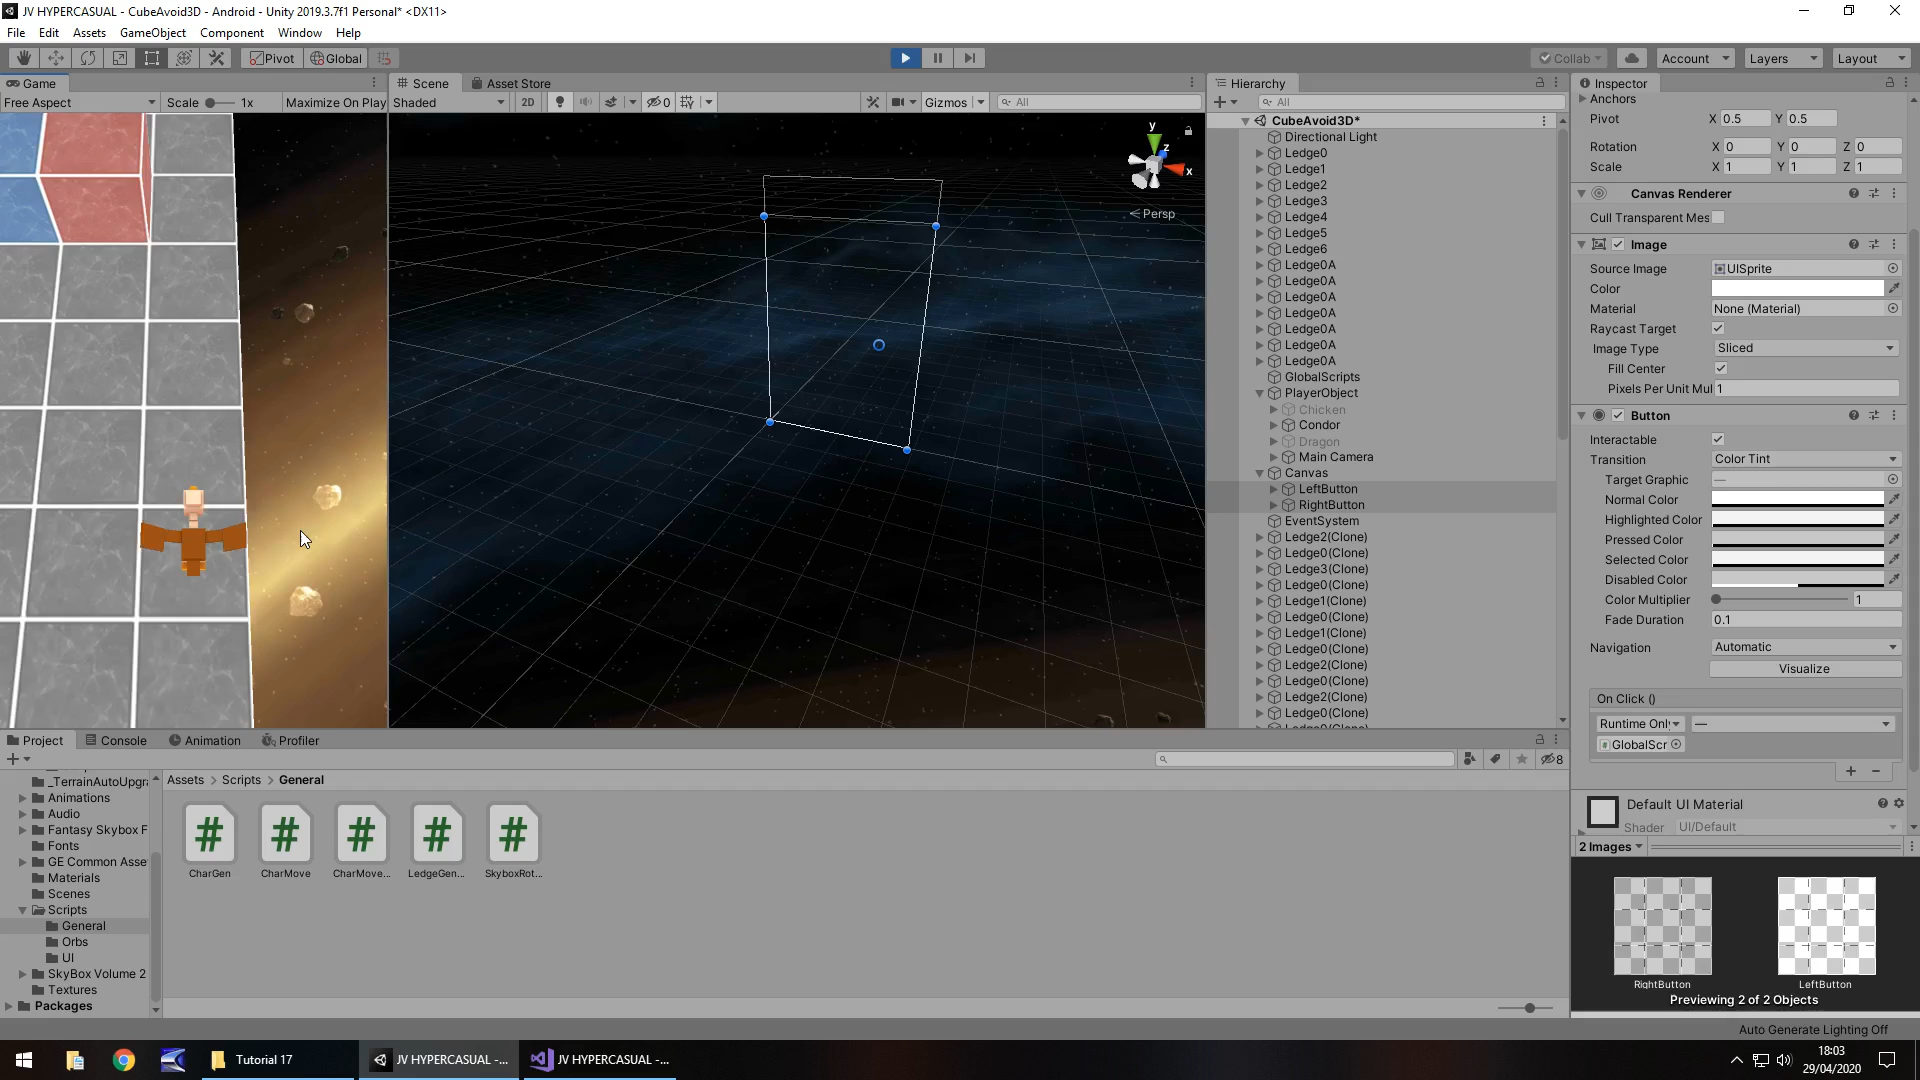 JV HYPERCASUAL - CubeAvoid3D - Android - Unity 2019.3.7f1 Personal* <DX11>
File Edit Assets GameObject Component Window Help
Pivot Global Collab Account Layers Layout
Game
Free Aspect Scale 1x Maximize On Play
Scene Asset Store
Shaded 2D 0 Gizmos All
y
z
x
Persp
Hierarchy
All
CubeAvoid3D*
Directional Light
Ledge0
Ledge1
Ledge2
Ledge3
Ledge4
Ledge5
Ledge6
Ledge0A
Ledge0A
Ledge0A
Ledge0A
Ledge0A
Ledge0A
Ledge0A
GlobalScripts
PlayerObject
Chicken
Condor
Dragon
Main Camera
Canvas
LeftButton
RightButton
EventSystem
Ledge2(Clone)
Ledge0(Clone)
Ledge3(Clone)
Ledge0(Clone)
Ledge1(Clone)
Ledge0(Clone)
Ledge1(Clone)
Ledge0(Clone)
Ledge2(Clone)
Ledge0(Clone)
Ledge2(Clone)
Ledge0(Clone)
Inspector
Anchors
Pivot X 0.5 Y 0.5
Rotation X 0 Y 0 Z 0
Scale X 1 Y 1 Z 1
Canvas Renderer
Cull Transparent Mes
Image
Source Image UISprite
Color
Material None (Material)
Raycast Target
Image Type Sliced
Fill Center
Pixels Per Unit Mul 1
Button
Interactable
Transition Color Tint
Target Graphic —
Normal Color
Highlighted Color
Pressed Color
Selected Color
Disabled Color
Color Multiplier 1
Fade Duration 0.1
Navigation Automatic
Visualize
On Click ()
Runtime Onl —
GlobalScr
Default UI Material
Shader UI/Default
2 Images
RightButton LeftButton
Previewing 2 of 2 Objects
Project Console Animation Profiler
8
_TerrainAutoUpgra
Animations
Audio
Fantasy Skybox F
Fonts
GE Common Asse
Materials
Scenes
Scripts
General
Orbs
UI
SkyBox Volume 2
Textures
Packages
Assets > Scripts > General
# # # # #
CharGen CharMove CharMove... LedgeGen... SkyboxRot...
Auto Generate Lighting Off
Tutorial 17 JV HYPERCASUAL -... JV HYPERCASUAL -...
18:03
29/04/2020